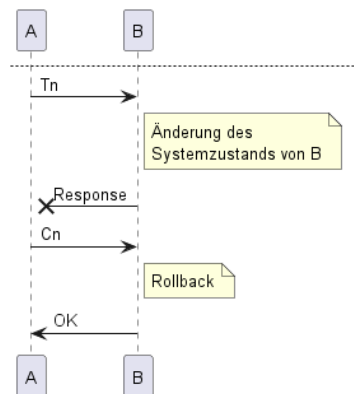 A B
Tn
Änderung des
Systemzustands von B
Response
Cn
Rollback
OK
A B